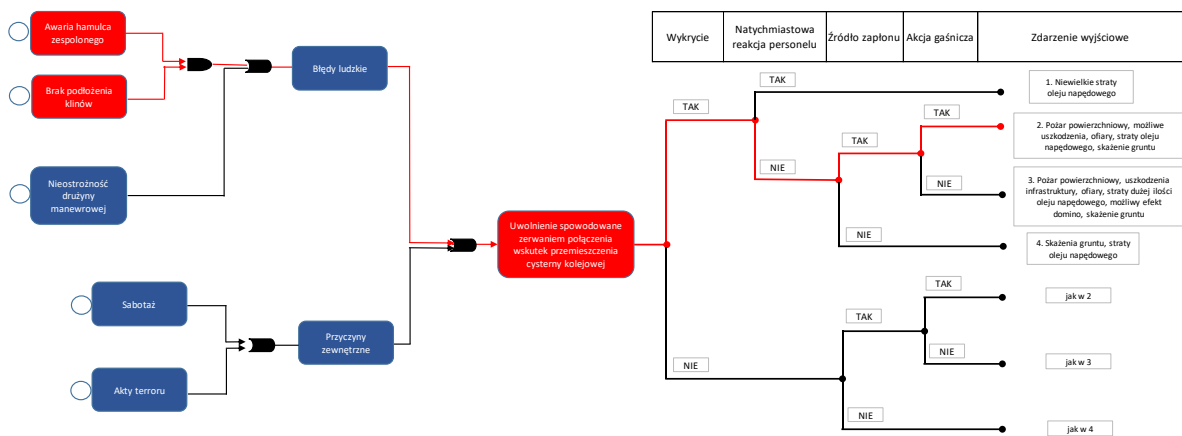 Awaria hamulca
zespolonego
Brak podłożenia
klinów
Nieostrożność
drużyny
manewrowej
Sabotaż
Akty terroru
Błędy ludzkie
Przyczyny
zewnętrzne
Uwolnienie spowodowane
zerwaniem połączenia
wskutek przemieszczenia
cysterny kolejowej
Wykrycie
Natychmiastowa
reakcja personelu
Źródło zapłonu
Akcja gaśnicza
Zdarzenie wyjściowe
TAK
TAK
NIE
TAK
TAK
NIE
NIE
1. Niewielkie straty
oleju napędowego
2. Pożar powierzchniowy, możliwe
uszkodzenia, ofiary, straty oleju
napędowego, skażenie gruntu
3. Pożar powierzchniowy, uszkodzenia
infrastruktury, ofiary, straty dużej ilości
oleju napędowego, możliwy efekt
domino, skażenie gruntu
4. Skażenia gruntu, straty
oleju napędowego
NIE
TAK
TAK
NIE
NIE
jak w 2
jak w 3
jak w 4